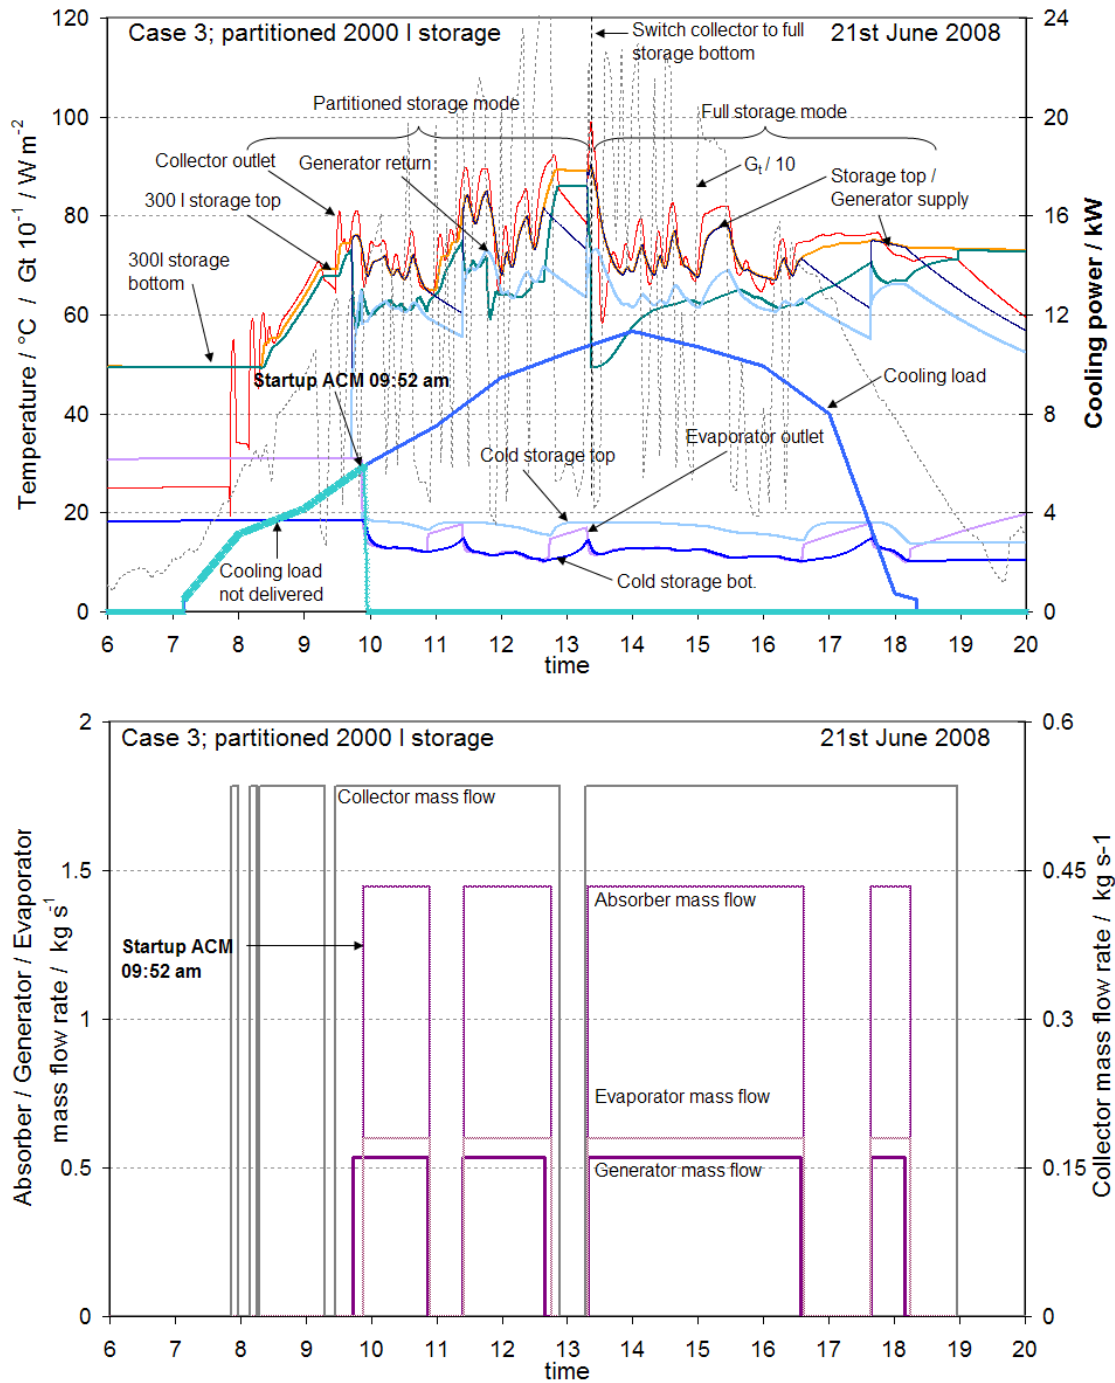 Case 3; partitioned 2000 l storage
21st June 2008
Switch collector to full
storage bottom
Partitioned storage mode
Full storage mode
Collector outlet
Generator return
Gt / 10
300 l storage top
Storage top /
Generator supply
300l storage
bottom
Startup ACM 09:52 am
Cooling load
Evaporator outlet
Cold storage top
Cooling load
not delivered
Cold storage bot.
Temperature / °C / Gt 10-1 / W m-2
Cooling power / kW
120
100
80
60
40
20
0
24
20
16
12
8
4
0
6 7 8 9 10 11 12 13 14 15 16 17 18 19 20
time
Case 3; partitioned 2000 l storage
21st June 2008
Collector mass flow
Absorber mass flow
Startup ACM
09:52 am
Evaporator mass flow
Generator mass flow
Absorber / Generator / Evaporator
mass flow rate / kg s-1
Collector mass flow rate / kg s-1
2
1.5
1
0.5
0
0.6
0.45
0.3
0.15
0
6 7 8 9 10 11 12 13 14 15 16 17 18 19 20
time